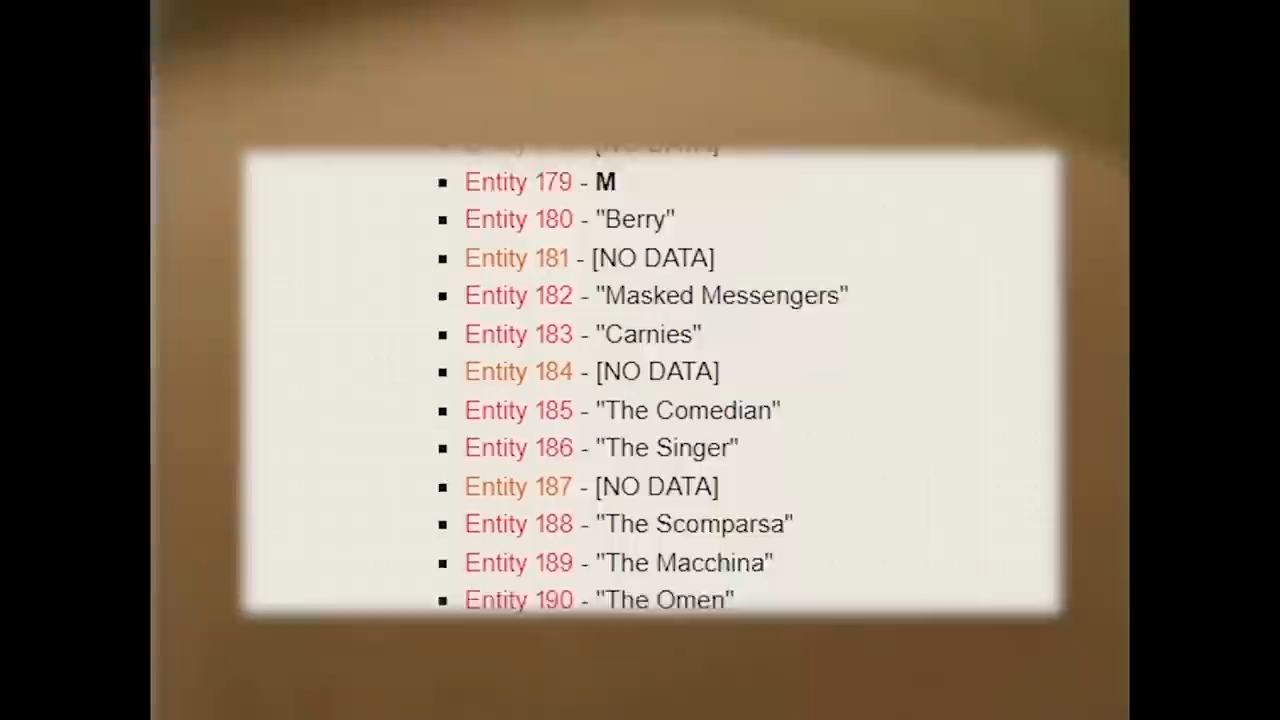 [NO DATA]
Entity 179 - M
Entity 180 - "Berry"
Entity 181 - [NO DATA]
Entity 182 - "Masked Messengers"
Entity 183 - "Carnies"
Entity 184 - [NO DATA]
Entity 185 - "The Comedian"
Entity 186 - "The Singer"
Entity 187 - [NO DATA]
Entity 188 - "The Scomparsa"
Entity 189 - "The Macchina"
Entity 190 - "The Omen"